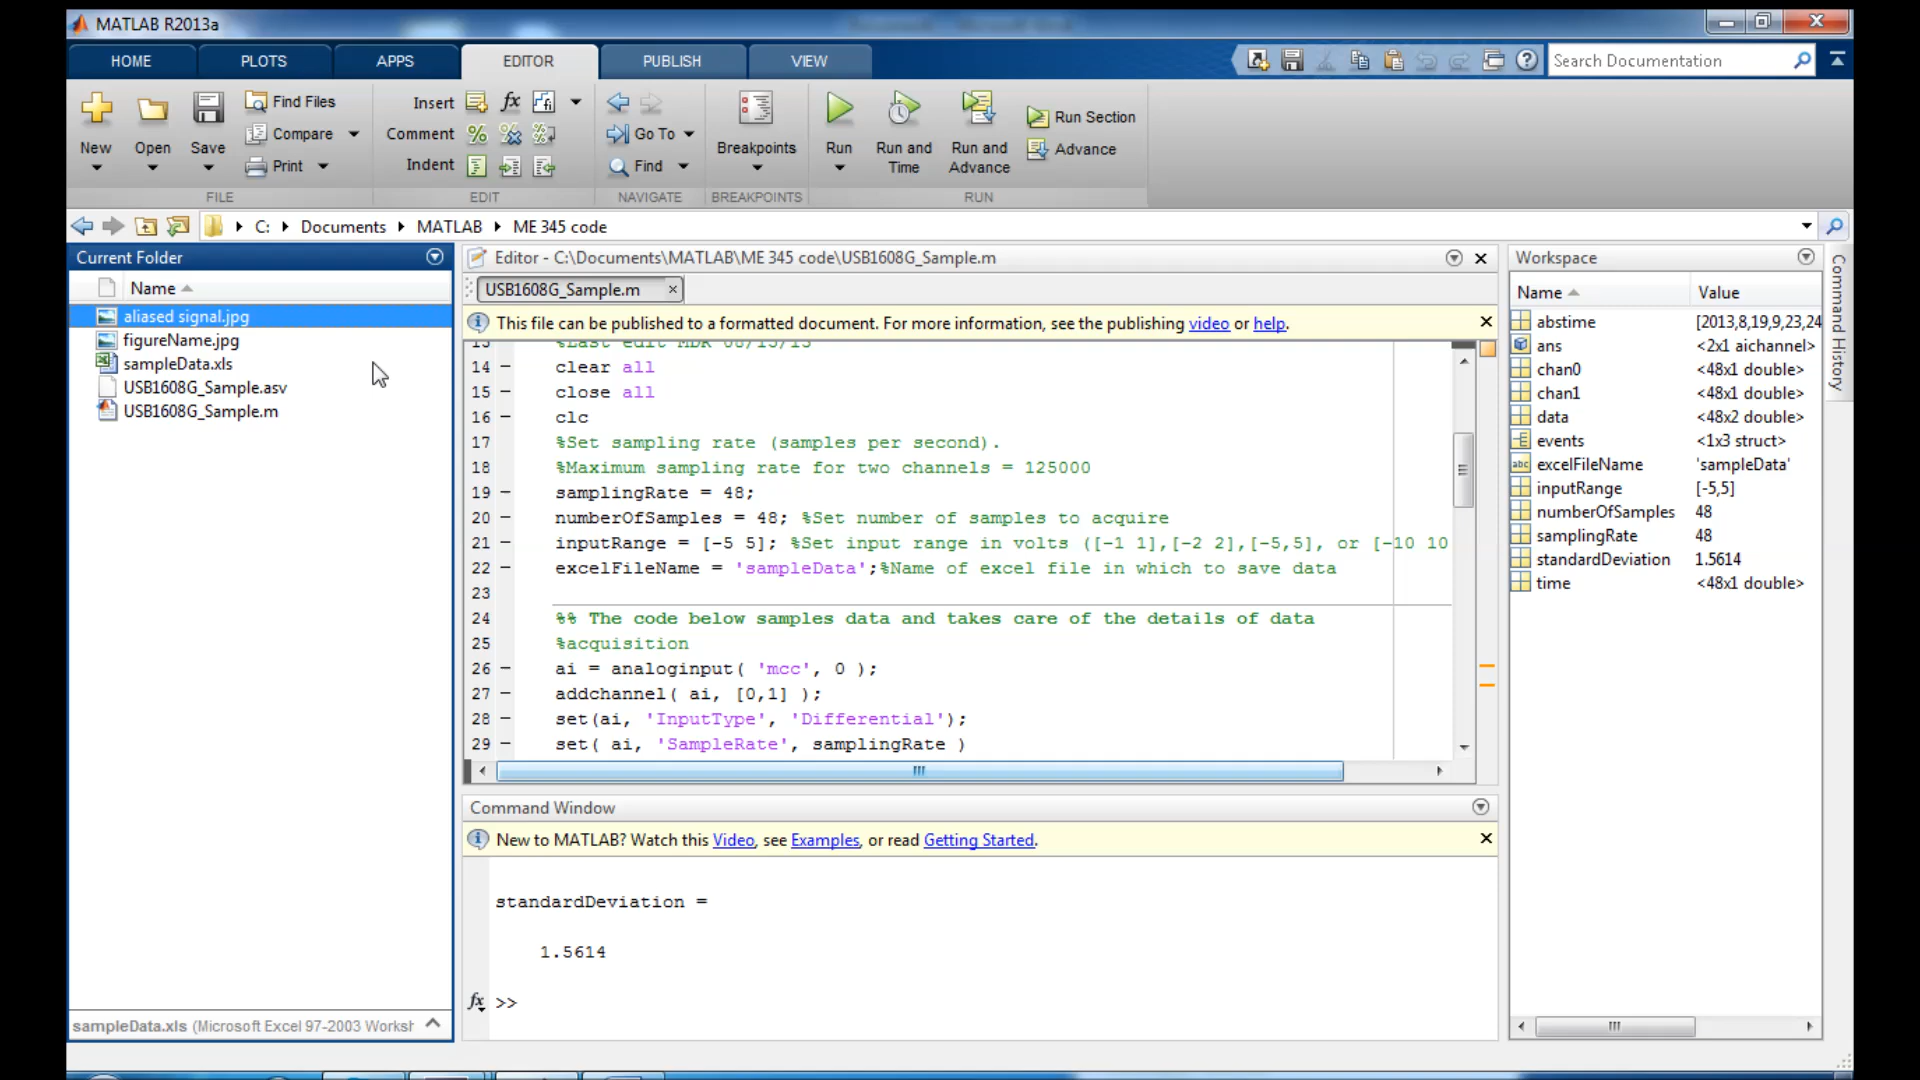 MATLAB R2013a
HOME PLOTS APPS EDITOR PUBLISH VIEW
Search Documentation
New
Open
Save
Find Files
Compare
Print
FILE
Insert fx
Comment
Indent
EDIT
Go To
Find
NAVIGATE
Breakpoints
BREAKPOINTS
Run
Run and Time
Run and Advance
Run Section
Advance
RUN
C: Documents MATLAB ME 345 code
Current Folder
Name
aliased signal.jpg
figureName.jpg
sampleData.xls
USB1608G_Sample.asv
USB1608G_Sample.m
sampleData.xls (Microsoft Excel 97-2003 Worksh
Editor - C:\Documents\MATLAB\ME 345 code\USB1608G_Sample.m
USB1608G_Sample.m
This file can be published to a formatted document. For more information, see the publishing video or help.
13 %Last edit MDR 08/15/13
14 - clear all
15 - close all
16 - clc
17 %Set sampling rate (samples per second).
18 %Maximum sampling rate for two channels = 125000
19 - samplingRate = 48;
20 - numberOfSamples = 48; %Set number of samples to acquire
21 - inputRange = [-5 5]; %Set input range in volts ([-1 1],[-2 2],[-5,5], or [-10 10
22 - excelFileName = 'sampleData';%Name of excel file in which to save data
23
24 %% The code below samples data and takes care of the details of data
25 %acquisition
26 - ai = analoginput( 'mcc', 0 );
27 - addchannel( ai, [0,1] );
28 - set(ai, 'InputType', 'Differential');
29 - set( ai, 'SampleRate', samplingRate )
Command Window
New to MATLAB? Watch this Video, see Examples, or read Getting Started.
standardDeviation =
1.5614
fx >>
Workspace
Name Value
abstime [2013,8,19,9,23,24
ans <2x1 aichannel>
chan0 <48x1 double>
chan1 <48x1 double>
data <48x2 double>
events <1x3 struct>
excelFileName 'sampleData'
inputRange [-5,5]
numberOfSamples 48
samplingRate 48
standardDeviation 1.5614
time <48x1 double>
Command History